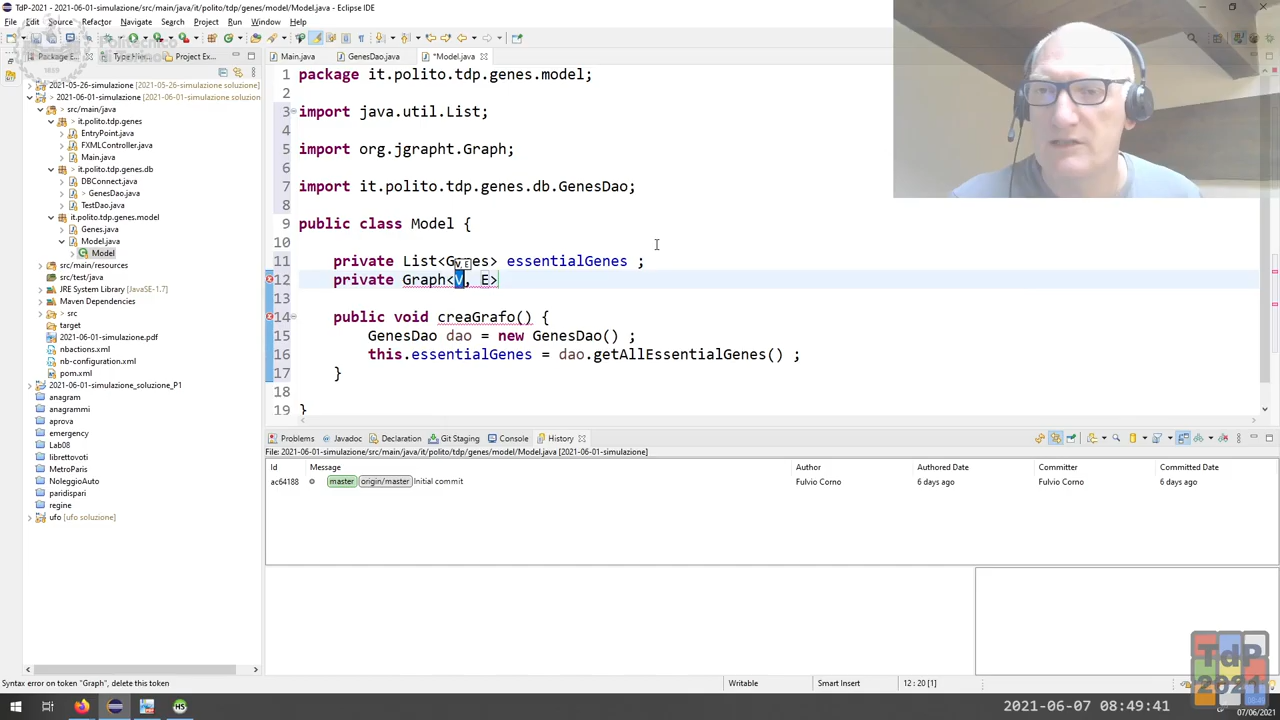 TdP-2021 - 2021-06-01-simulazione/src/main/java/it/polito/tdp/genes/model/Model.java - Eclipse IDE
File Edit Source Refactor Navigate Search Project Run Window Help
Package E... Type Hier... Project Ex...
Main.java GenesDao.java *Model.java
2021-05-26-simulazione [2021-05-26-simulazione soluzione]
> 2021-06-01-simulazione [2021-06-01-simulazione soluzion
> src/main/java
it.polito.tdp.genes
EntryPoint.java
FXMLController.java
Main.java
> it.polito.tdp.genes.db
DBConnect.java
> GenesDao.java
TestDao.java
it.polito.tdp.genes.model
Genes.java
Model.java
Model
src/main/resources
src/test/java
JRE System Library [JavaSE-1.7]
Maven Dependencies
> src
target
2021-06-01-simulazione.pdf
nbactions.xml
nb-configuration.xml
pom.xml
2021-06-01-simulazione_soluzione_P1
anagram
anagrammi
aprova
emergency
Lab08
librettovoti
MetroParis
NoleggioAuto
paridispari
regine
ufo [ufo soluzione]
1 package it.polito.tdp.genes.model;
2
3 import java.util.List;
4
5 import org.jgrapht.Graph;
6
7 import it.polito.tdp.genes.db.GenesDao;
8
9 public class Model {
10
11 private List<Genes> essentialGenes ;
12 private Graph<V, E>
13
14 public void creaGrafo() {
15 GenesDao dao = new GenesDao() ;
16 this.essentialGenes = dao.getAllEssentialGenes() ;
17 }
18
19 }
Problems Javadoc Declaration Git Staging Console History
File: 2021-06-01-simulazione/src/main/java/it/polito/tdp/genes/model/Model.java [2021-06-01-simulazione]
Id Message Author Authored Date Committer Committed Date
ac64188 master origin/master Initial commit Fulvio Corno 6 days ago Fulvio Corno 6 days ago
Syntax error on token "Graph", delete this token Writable Smart Insert 12 : 20 [1]
TdP
2021
2021-06-07 08:49:41
07/06/2021